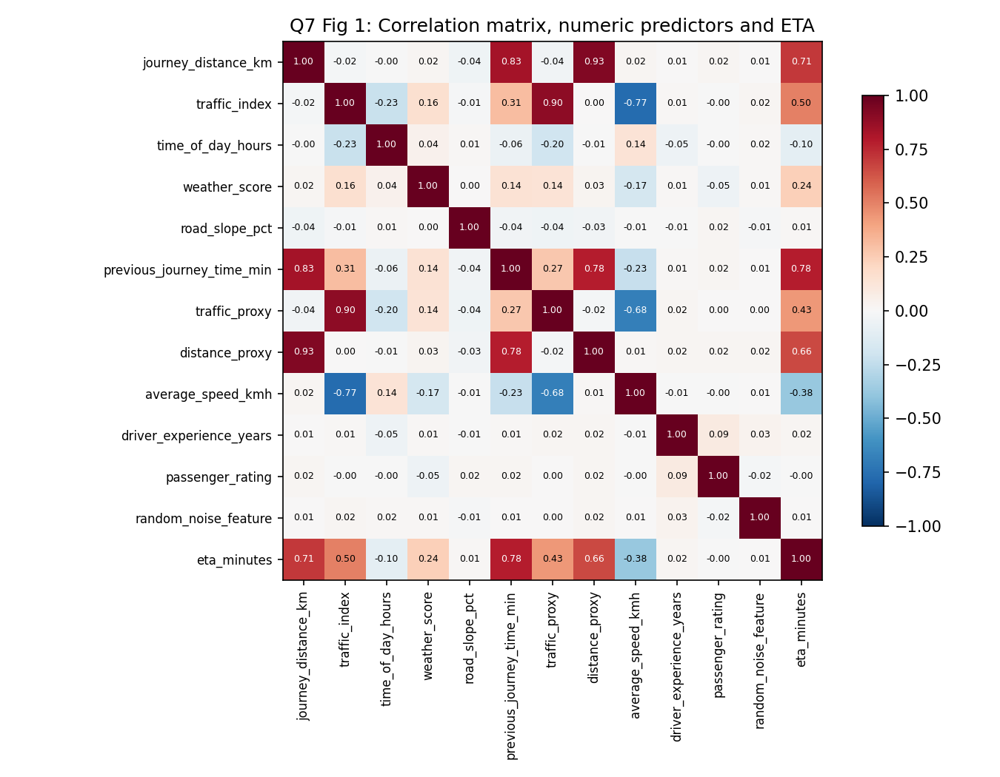 Q7 Fig 1: Correlation matrix, numeric predictors and ETA
journey_distance_km 1.00 -0.02 -0.00 0.02 -0.04 0.83 -0.04 0.93 0.02 0.01 0.02 0.01 0.71
traffic_index -0.02 1.00 -0.23 0.16 -0.01 0.31 0.90 0.00 -0.77 0.01 -0.00 0.02 0.50
time_of_day_hours -0.00 -0.23 1.00 0.04 0.01 -0.06 -0.20 -0.01 0.14 -0.05 -0.00 0.02 -0.10
weather_score 0.02 0.16 0.04 1.00 0.00 0.14 0.14 0.03 -0.17 0.01 -0.05 0.01 0.24
road_slope_pct -0.04 -0.01 0.01 0.00 1.00 -0.04 -0.04 -0.03 -0.01 -0.01 0.02 -0.01 0.01
previous_journey_time_min 0.83 0.31 -0.06 0.14 -0.04 1.00 0.27 0.78 -0.23 0.01 0.02 0.01 0.78
traffic_proxy -0.04 0.90 -0.20 0.14 -0.04 0.27 1.00 -0.02 -0.68 0.02 0.00 0.00 0.43
distance_proxy 0.93 0.00 -0.01 0.03 -0.03 0.78 -0.02 1.00 0.01 0.02 0.02 0.02 0.66
average_speed_kmh 0.02 -0.77 0.14 -0.17 -0.01 -0.23 -0.68 0.01 1.00 -0.01 -0.00 0.01 -0.38
driver_experience_years 0.01 0.01 -0.05 0.01 -0.01 0.01 0.02 0.02 -0.01 1.00 0.09 0.03 0.02
passenger_rating 0.02 -0.00 -0.00 -0.05 0.02 0.02 0.00 0.02 -0.00 0.09 1.00 -0.02 -0.00
random_noise_feature 0.01 0.02 0.02 0.01 -0.01 0.01 0.00 0.02 0.01 0.03 -0.02 1.00 0.01
eta_minutes 0.71 0.50 -0.10 0.24 0.01 0.78 0.43 0.66 -0.38 0.02 -0.00 0.01 1.00
journey_distance_km
traffic_index
time_of_day_hours
weather_score
road_slope_pct
previous_journey_time_min
traffic_proxy
distance_proxy
average_speed_kmh
driver_experience_years
passenger_rating
random_noise_feature
eta_minutes
1.00
0.75
0.50
0.25
0.00
−0.25
−0.50
−0.75
−1.00